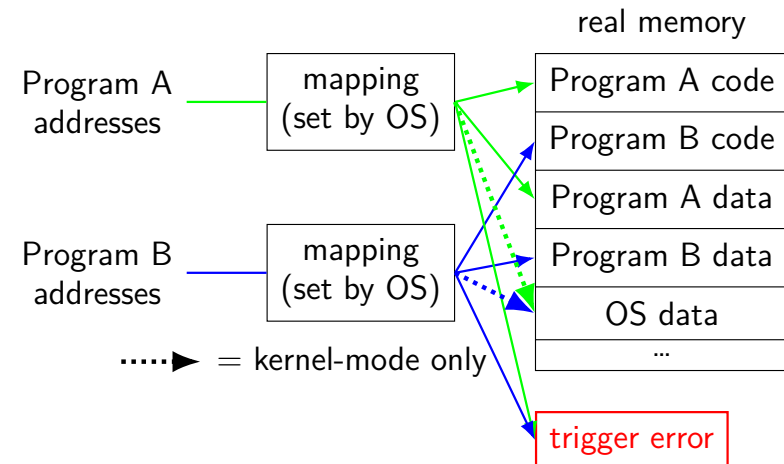 real memory
Program A
addresses
mapping
(set by OS)
Program A code
Program B code
Program A data
Program B
addresses
mapping
(set by OS)
Program B data
OS data
...
= kernel-mode only
trigger error